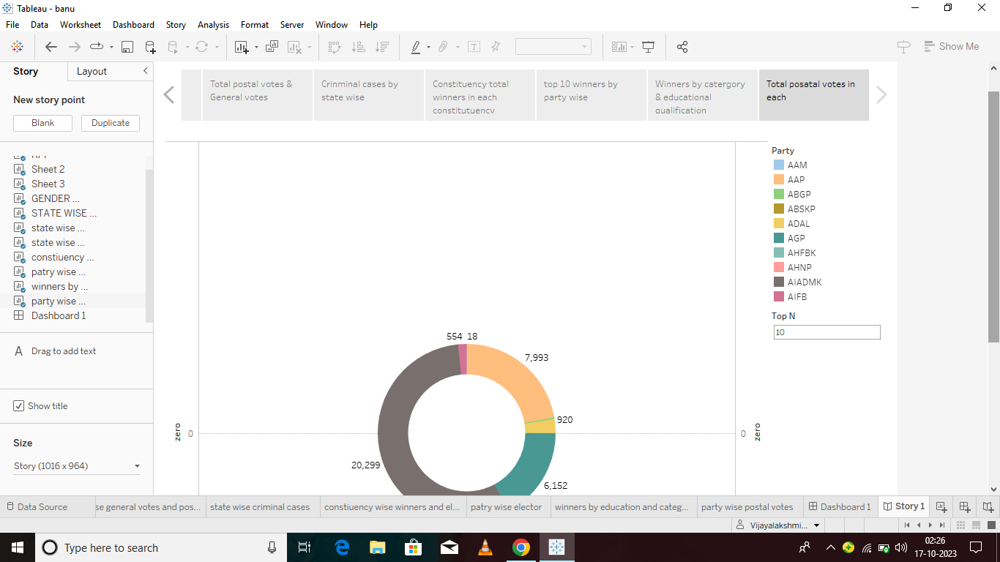 Tableau - banu
File Data Worksheet Dashboard Story Analysis Format Server Window Help
Show Me
Story Layout
New story point
Blank Duplicate
Sheet 2
Sheet 3
GENDER ...
STATE WISE ...
state wise ...
state wise ...
constiuency ...
patry wise ...
winners by ...
party wise ...
Dashboard 1
A Drag to add text
Show title
Size
Story (1016 x 964)
Total postal votes &
General votes
Crinminal cases by
state wise
Constituency total
winners in each
constitutuency
top 10 winners by
party wise
Winners by catergory
& educational
qualification
Total posatal votes in
each
554 18
7,993
920
zero 0
0 zero
20,299
6,152
Party
AAM
AAP
ABGP
ABSKP
ADAL
AGP
AHFBK
AHNP
AIADMK
AIFB
Top N
10
Data Source
se general votes and pos...
state wise criminal cases
constiuency wise winners and el...
patry wise elector
winners by education and categ...
party wise postal votes
Dashboard 1
Story 1
Vijayalakshmi...
Type here to search
02:26
17-10-2023